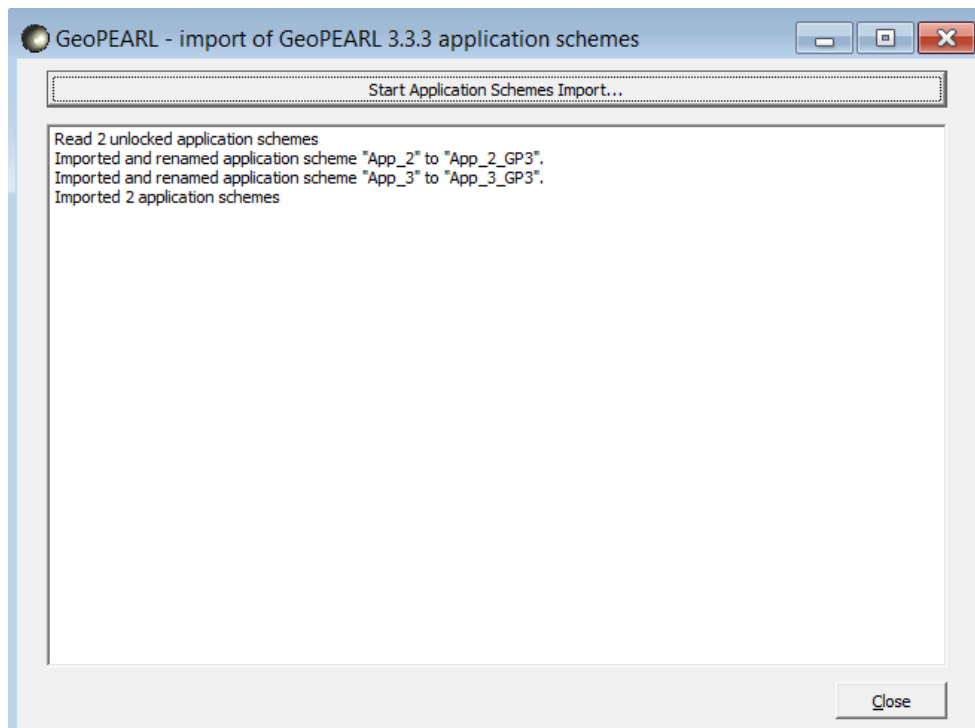 GeoPEARL - import of GeoPEARL 3.3.3 application schemes
Start Application Schemes Import...
Read 2 unlocked application schemes
Imported and renamed application scheme "App_2" to "App_2_GP3".
Imported and renamed application scheme "App_3" to "App_3_GP3".
Imported 2 application schemes
Close